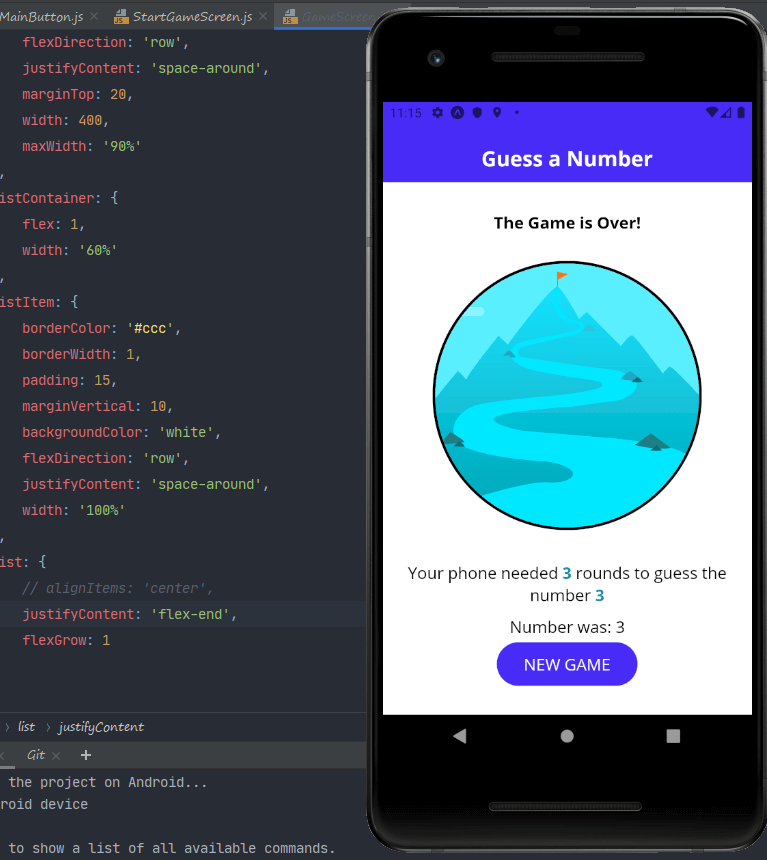 MainButton.js
StartGameScreen.js
GameScreen
flexDirection: 'row',
justifyContent: 'space-around',
marginTop: 20,
width: 400,
maxWidth: '90%'
,
istContainer: {
flex: 1,
width: '60%'
,
istItem: {
borderColor: '#ccc',
borderWidth: 1,
padding: 15,
marginVertical: 10,
backgroundColor: 'white',
flexDirection: 'row',
justifyContent: 'space-around',
width: '100%'
,
ist: {
// alignItems: 'center',
justifyContent: 'flex-end',
flexGrow: 1
› list › justifyContent
Git × +
the project on Android...
roid device
to show a list of all available commands.
11:15
Guess a Number
The Game is Over!
Your phone needed 3 rounds to guess the
number 3
Number was: 3
NEW GAME